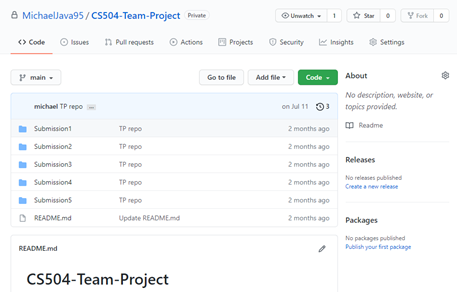 MichaelJava95 / CS504-Team-Project Private
Unwatch 1 Star 0 Fork 0
Code Issues Pull requests Actions Projects Security Insights Settings
main Go to file Add file Code
About
michael TP repo ... on Jul 11 3
No description, website, or
topics provided.
Submission1 TP repo 2 months ago
Submission2 TP repo 2 months ago
Submission3 TP repo 2 months ago
Submission4 TP repo 2 months ago
Submission5 TP repo 2 months ago
README.md Update README.md 2 months ago
Readme
Releases
No releases published
Create a new release
Packages
No packages published
Publish your first package
README.md
CS504-Team-Project